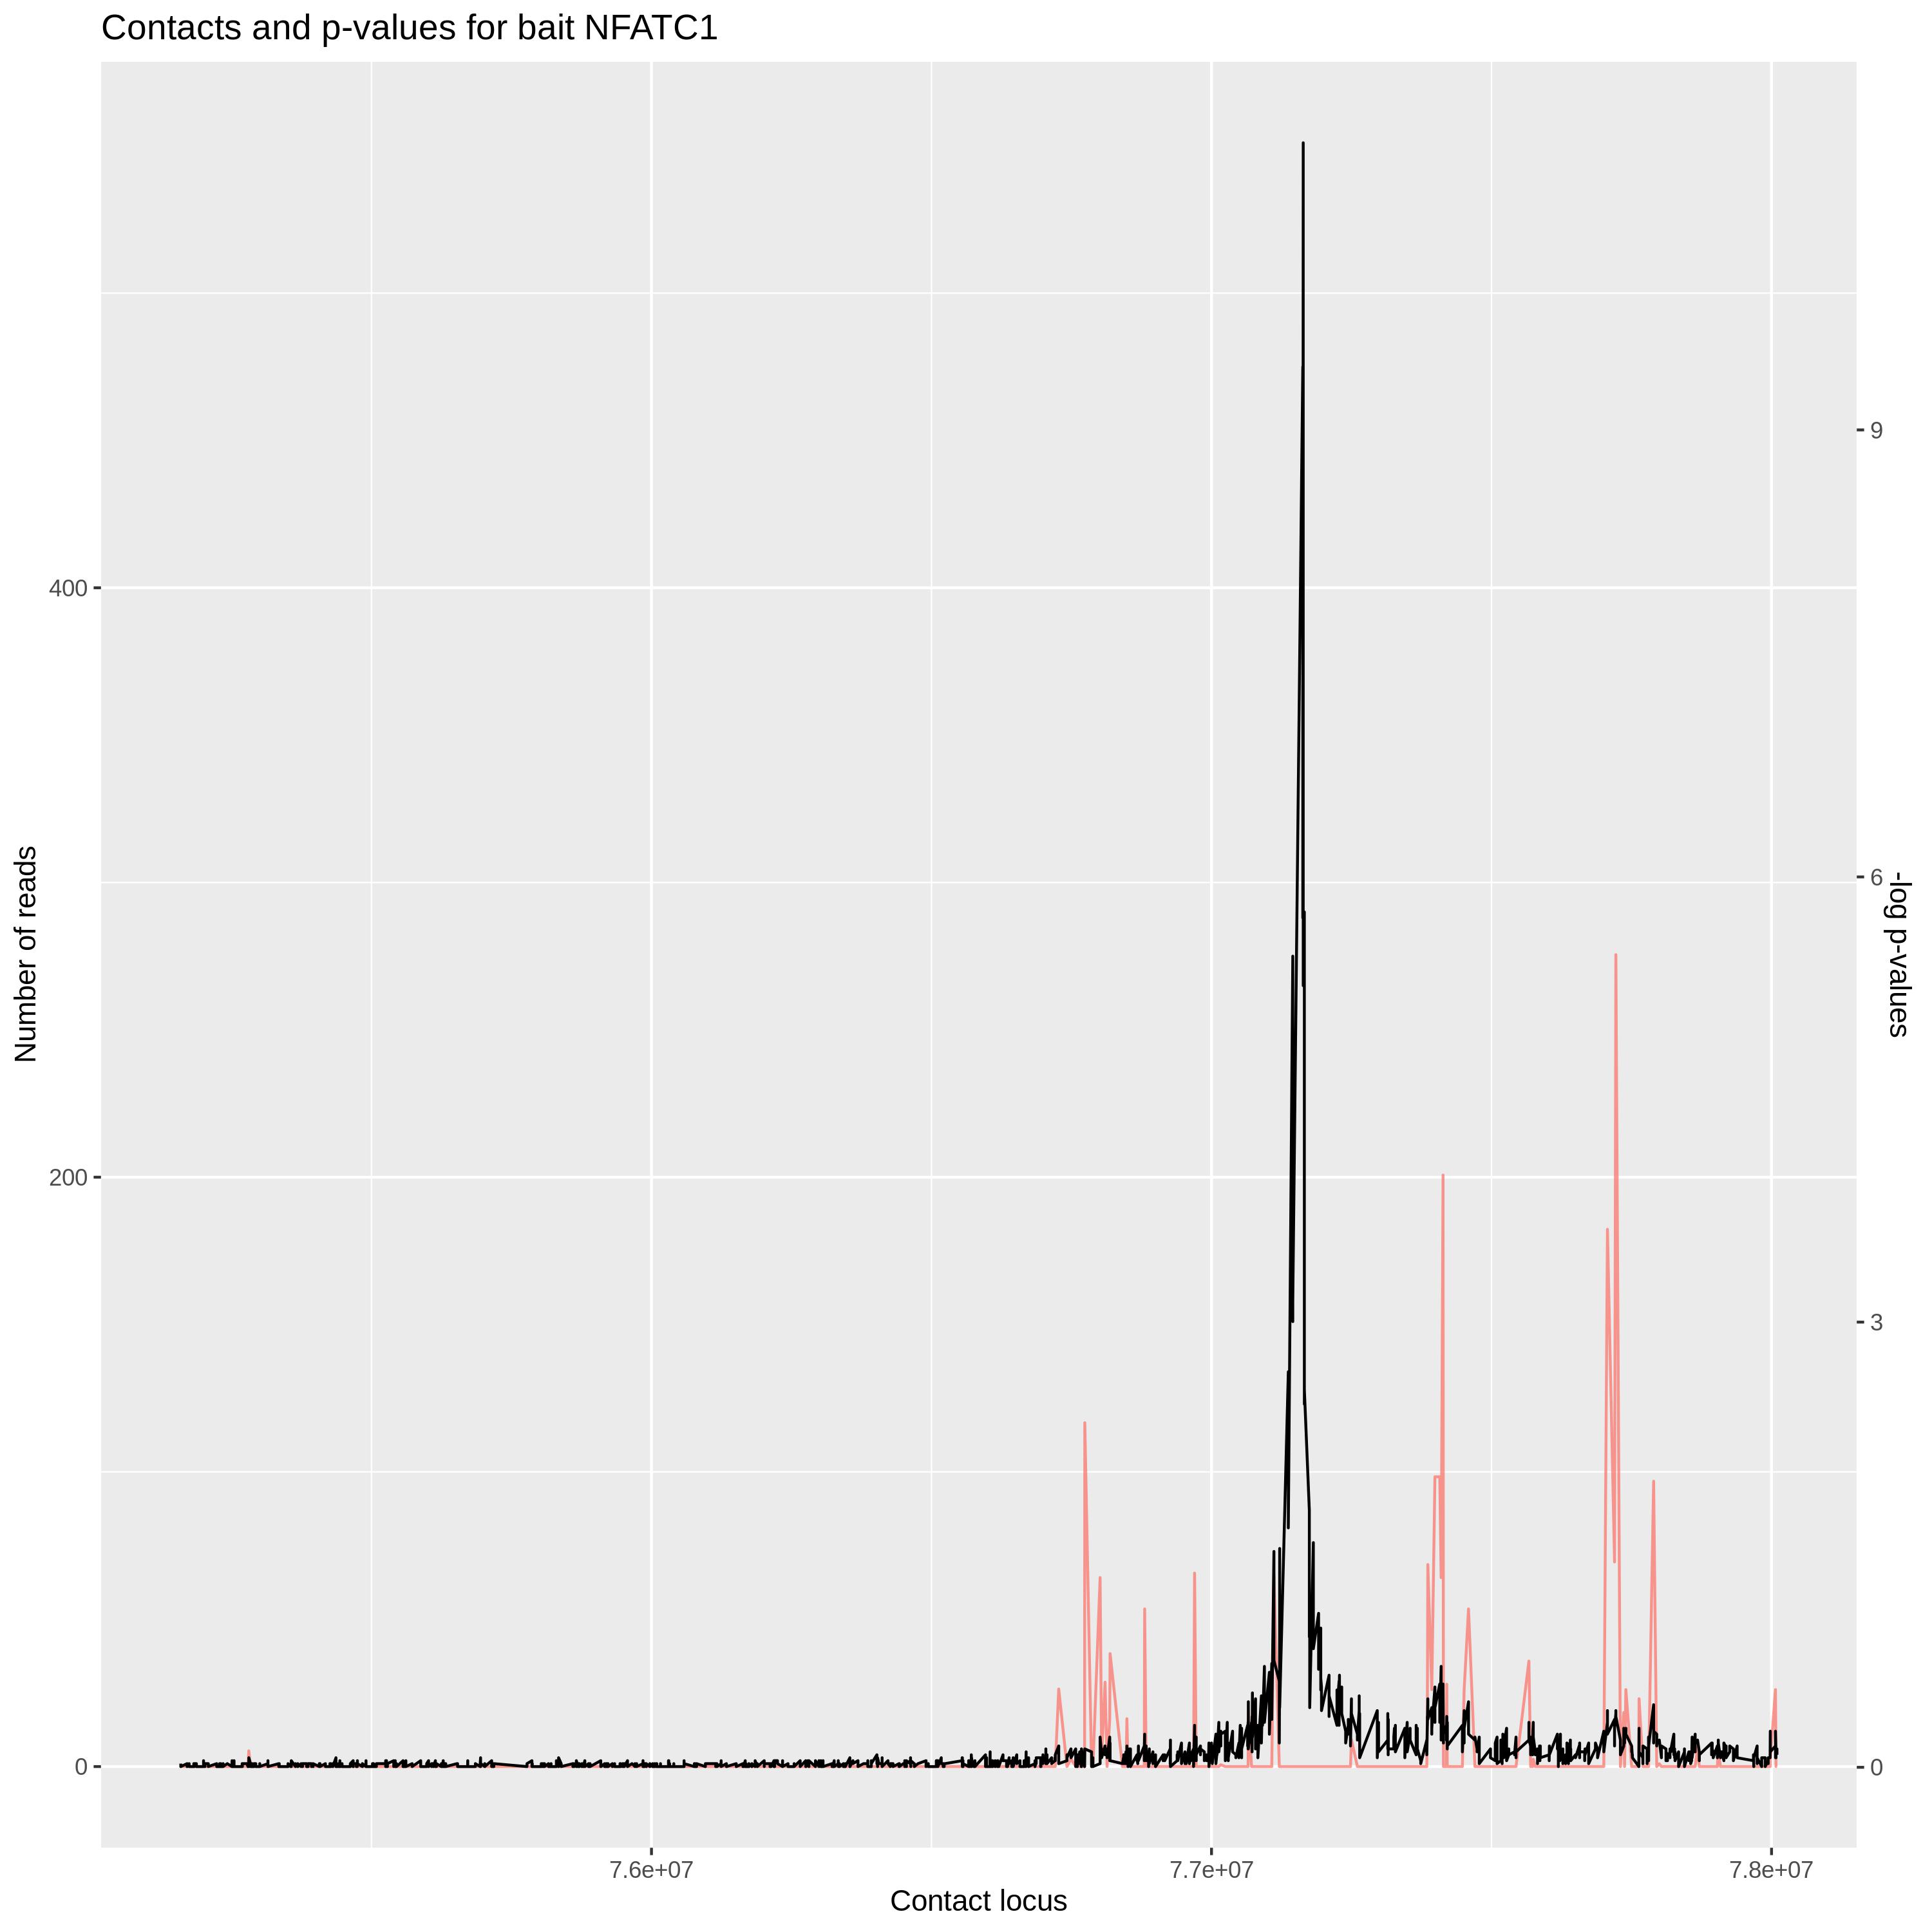 Contacts and p-values for bait NFATC1
Number of reads
400
200
0
9
6
3
0
-log p-values
7.6e+07
7.7e+07
7.8e+07
Contact locus